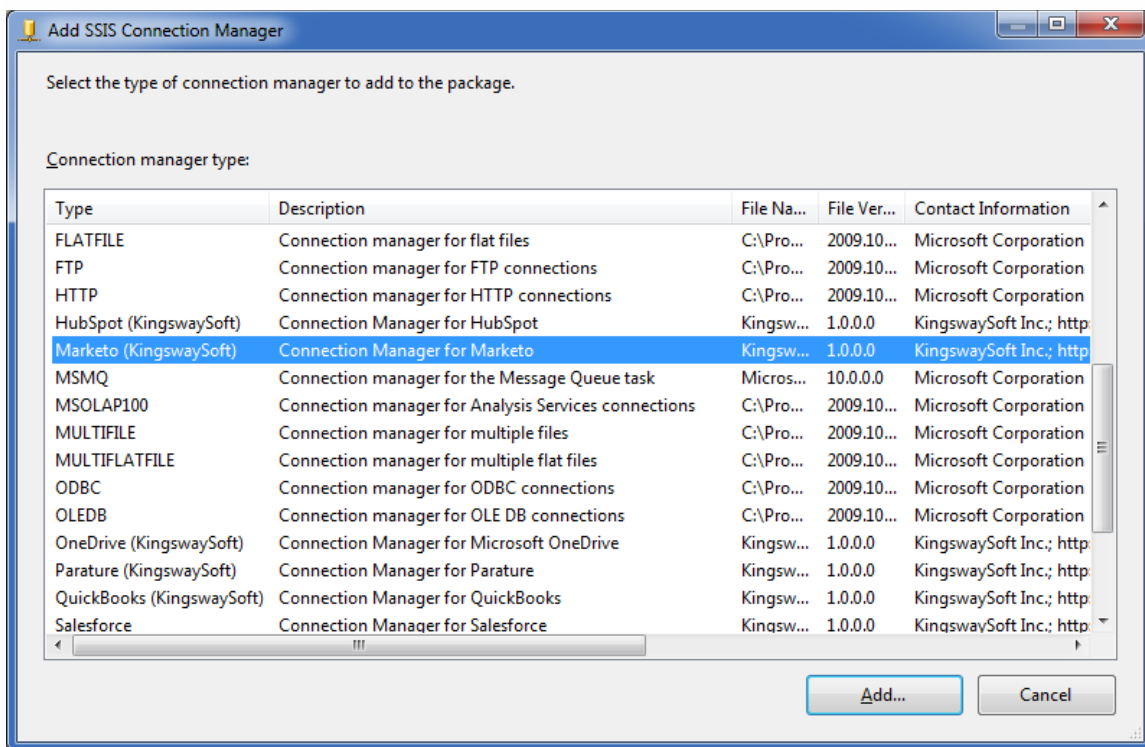 Add SSIS Connection Manager
Select the type of connection manager to add to the package.
Connection manager type:
Type Description File Na... File Ver... Contact Information
FLATFILE Connection manager for flat files C:\Pro... 2009.10... Microsoft Corporation
FTP Connection manager for FTP connections C:\Pro... 2009.10... Microsoft Corporation
HTTP Connection manager for HTTP connections C:\Pro... 2009.10... Microsoft Corporation
HubSpot (KingswaySoft) Connection Manager for HubSpot Kingsw... 1.0.0.0 KingswaySoft Inc.; http:
Marketo (KingswaySoft) Connection Manager for Marketo Kingsw... 1.0.0.0 KingswaySoft Inc.; http:
MSMQ Connection manager for the Message Queue task Micros... 10.0.0.0 Microsoft Corporation
MSOLAP100 Connection manager for Analysis Services connections C:\Pro... 2009.10... Microsoft Corporation
MULTIFILE Connection manager for multiple files C:\Pro... 2009.10... Microsoft Corporation
MULTIFLATFILE Connection manager for multiple flat files C:\Pro... 2009.10... Microsoft Corporation
ODBC Connection manager for ODBC connections C:\Pro... 2009.10... Microsoft Corporation
OLEDB Connection manager for OLE DB connections C:\Pro... 2009.10... Microsoft Corporation
OneDrive (KingswaySoft) Connection Manager for Microsoft OneDrive Kingsw... 1.0.0.0 KingswaySoft Inc.; http:
Parature (KingswaySoft) Connection Manager for Parature Kingsw... 1.0.0.0 KingswaySoft Inc.; http:
QuickBooks (KingswaySoft) Connection Manager for QuickBooks Kingsw... 1.0.0.0 KingswaySoft Inc.; http:
Salesforce Connection Manager for Salesforce Kingsw... 1.0.0.0 KingswaySoft Inc.; http:
Add... Cancel